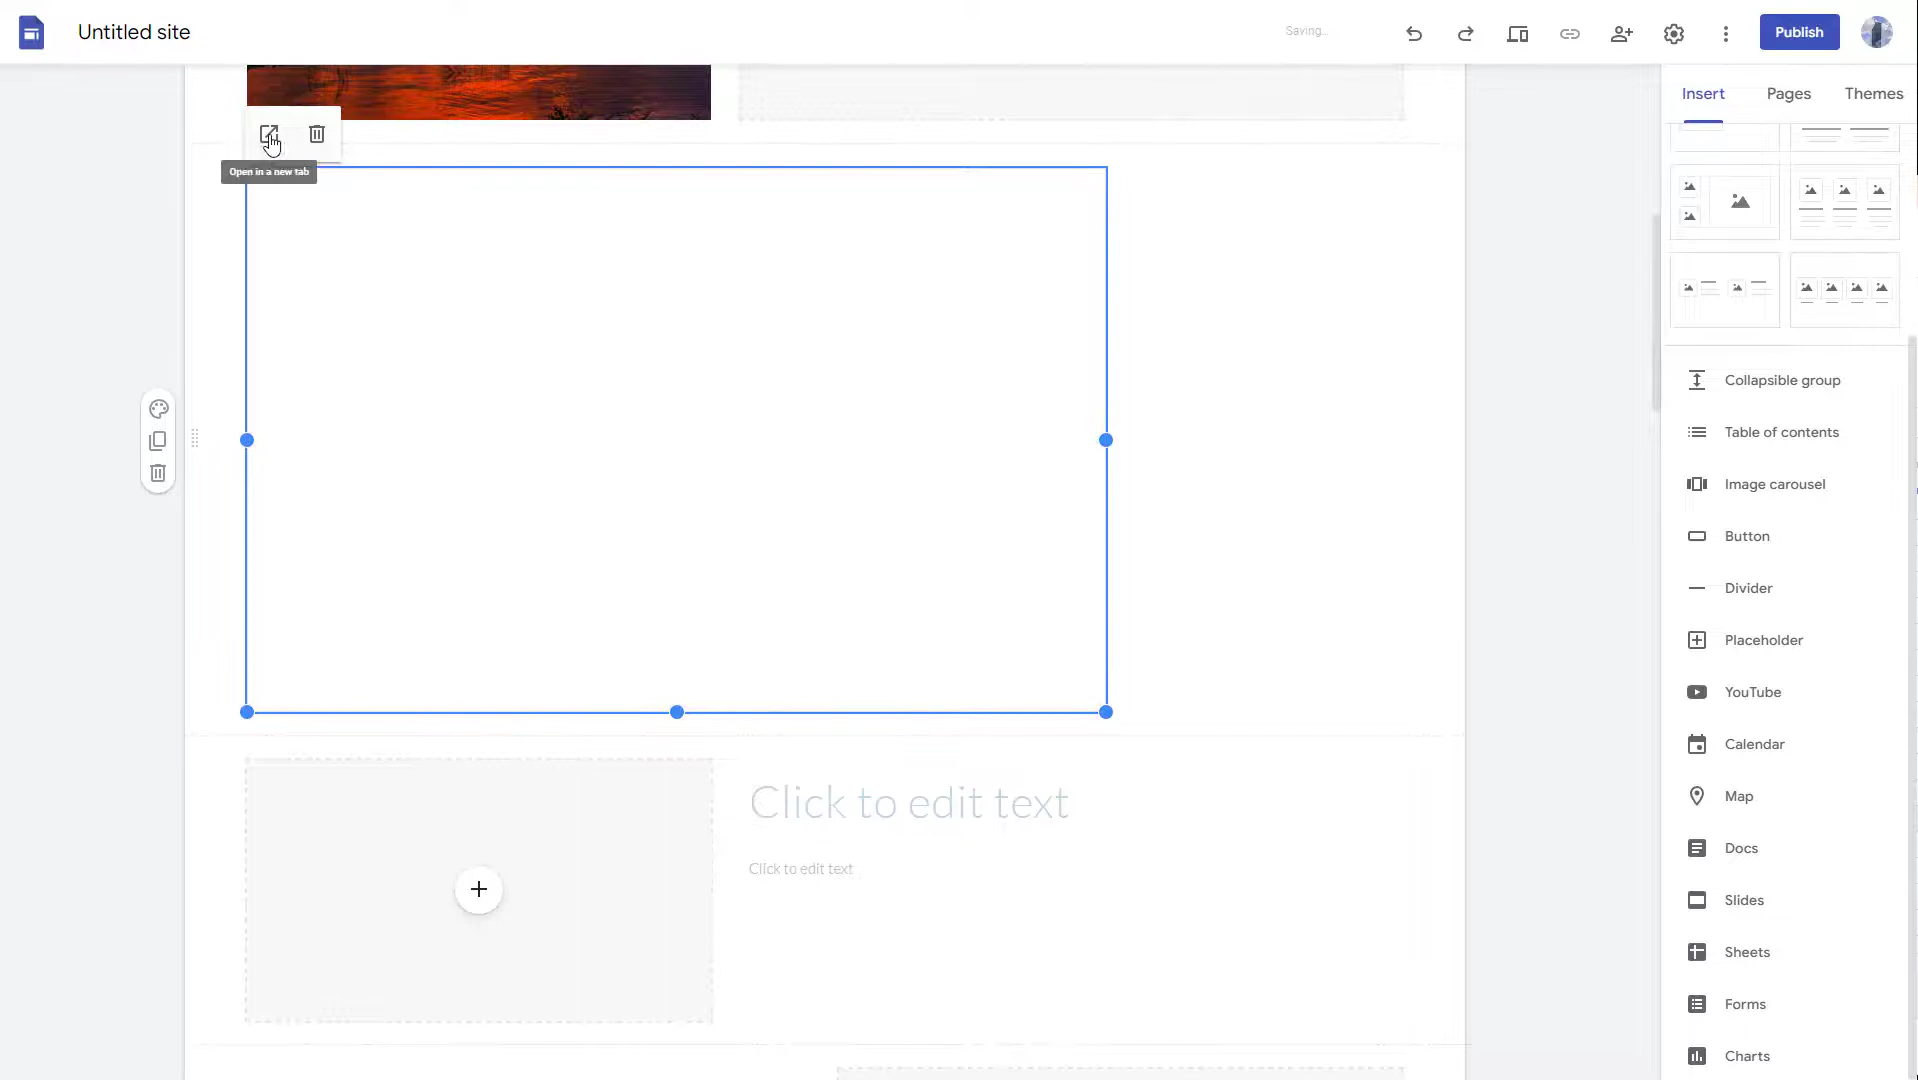 Untitled site
Saving...
Publish
Insert
Pages
Themes
Open in a new tab
Collapsible group
Table of contents
Image carousel
Button
Divider
Placeholder
YouTube
Calendar
Map
Docs
Slides
Sheets
Forms
Charts
Click to edit text
Click to edit text